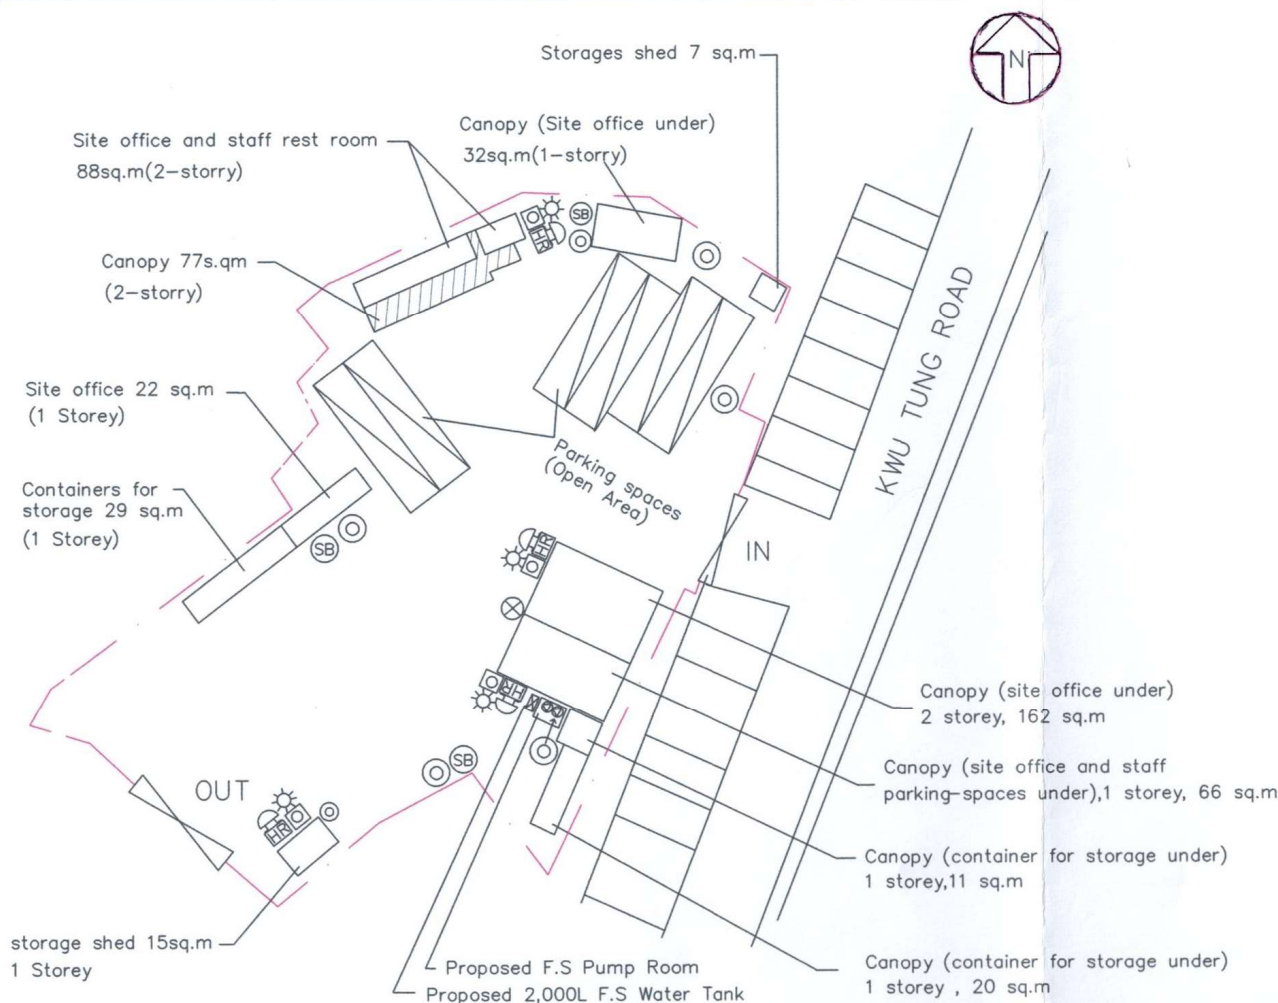 N
Storages shed 7 sq.m
Canopy (Site office under)
32sq.m(1-storry)
Site office and staff rest room
88sq.m(2-storry)
Canopy 77s.qm
(2-storry)
SB
HR
Site office 22 sq.m
(1 Storey)
Containers for
storage 29 sq.m
(1 Storey)
SB
Parking spaces
(Open Area)
KWU TUNG ROAD
IN
HR
HR
SB
OUT
HR
Canopy (site office under)
2 storey, 162 sq.m
Canopy (site office and staff
parking-spaces under),1 storey, 66 sq.m
Canopy (container for storage under)
1 storey,11 sq.m
Canopy (container for storage under)
1 storey , 20 sq.m
storage shed 15sq.m
1 Storey
Proposed F.S Pump Room
Proposed 2,000L F.S Water Tank